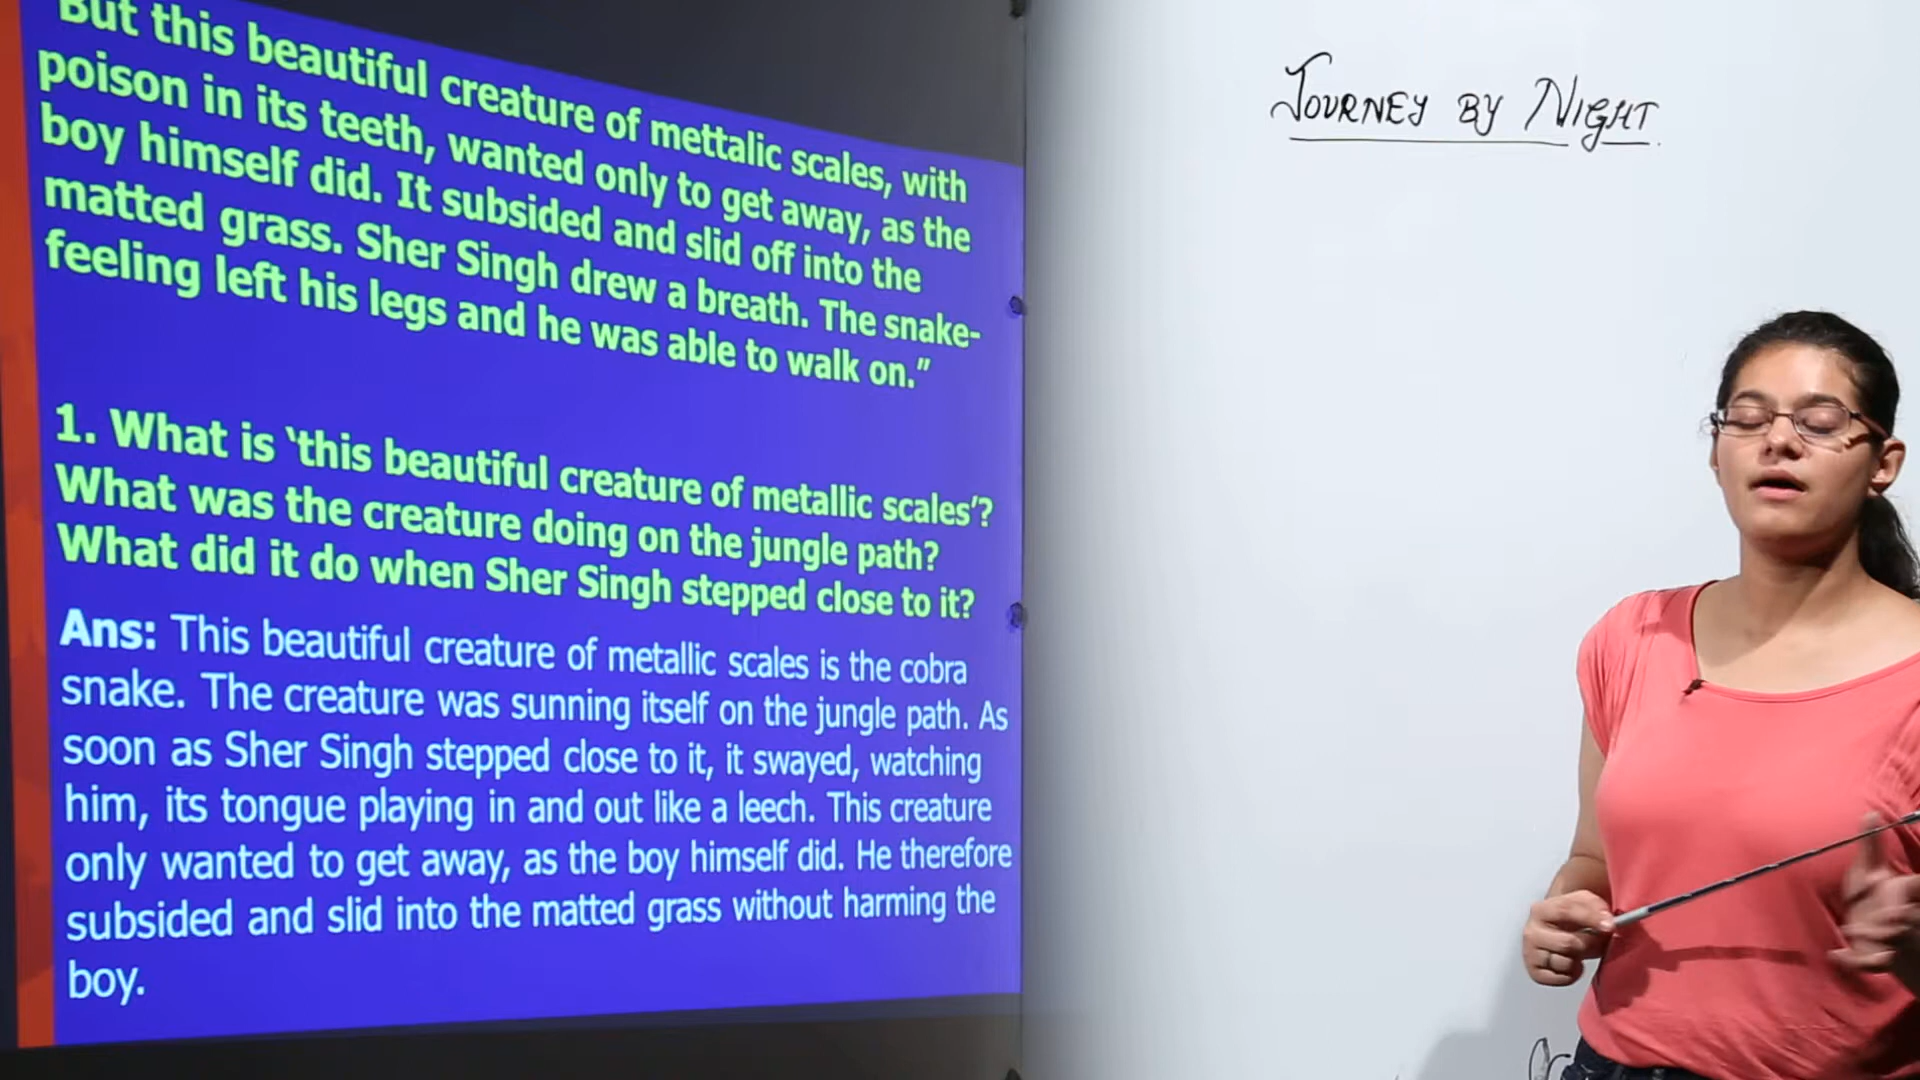 But this beautiful creature of mettalic scales, with
poison in its teeth, wanted only to get away, as the
boy himself did. It subsided and slid off into the
matted grass. Sher Singh drew a breath. The snake-
feeling left his legs and he was able to walk on.”
1. What is ‘this beautiful creature of metallic scales’?
What was the creature doing on the jungle path?
What did it do when Sher Singh stepped close to it?
Ans: This beautiful creature of metallic scales is the cobra
snake. The creature was sunning itself on the jungle path. As
soon as Sher Singh stepped close to it, it swayed, watching
him, its tongue playing in and out like a leech. This creature
only wanted to get away, as the boy himself did. He therefore
subsided and slid into the matted grass without harming the
boy.
JOURNEY BY NIGHT.